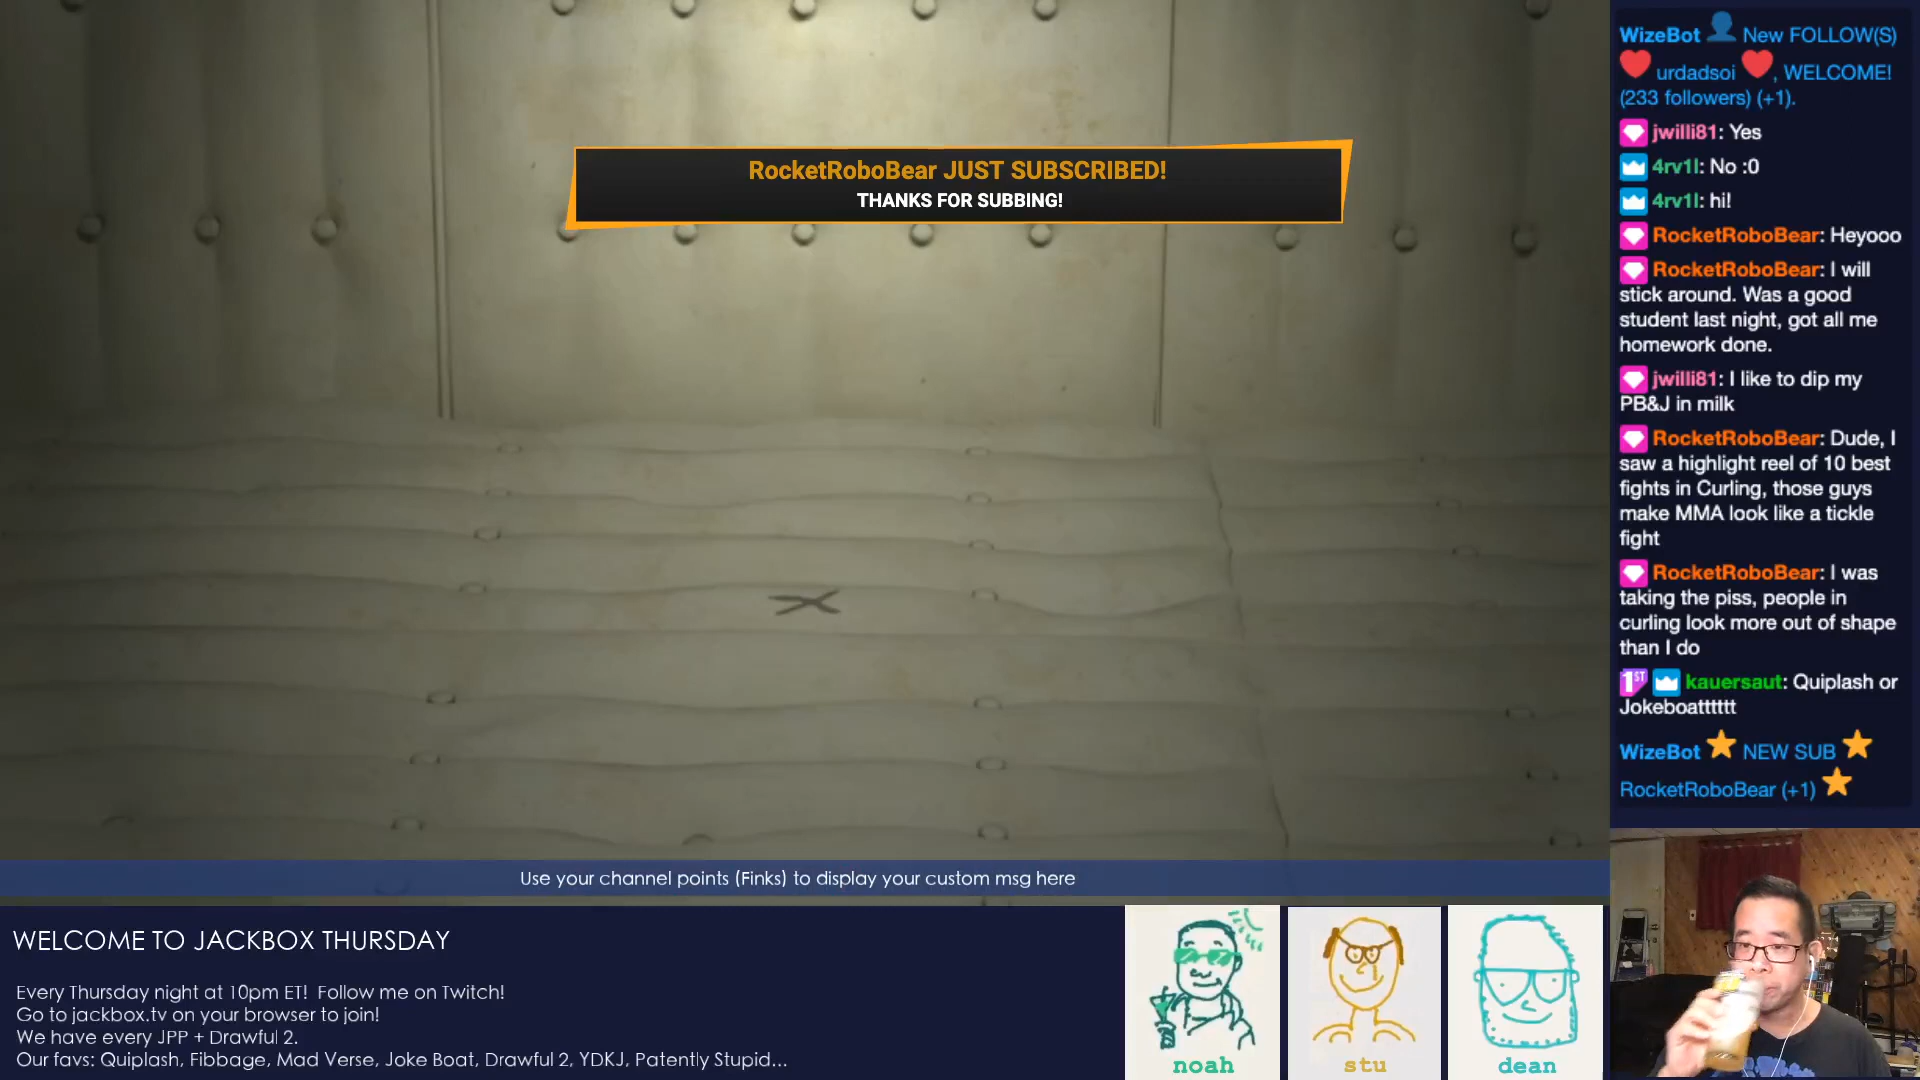 RocketRoboBear JUST SUBSCRIBED!
THANKS FOR SUBBING!
WizeBot New FOLLOW(S)
urdadsoi , WELCOME!
(233 followers) (+1).
jwilli81: Yes
4rv1l: No :0
4rv1l: hi!
RocketRoboBear: Heyooo
RocketRoboBear: I will
stick around. Was a good
student last night, got all me
homework done.
jwilli81: I like to dip my
PB&J in milk
RocketRoboBear: Dude, I
saw a highlight reel of 10 best
fights in Curling, those guys
make MMA look like a tickle
fight
RocketRoboBear: I was
taking the piss, people in
curling look more out of shape
than I do
1ST kauersaut: Quiplash or
Jokeboatttttt
WizeBot NEW SUB
RocketRoboBear (+1)
Use your channel points (Finks) to display your custom msg here
WELCOME TO JACKBOX THURSDAY
Every Thursday night at 10pm ET! Follow me on Twitch!
Go to jackbox.tv on your browser to join!
We have every JPP + Drawful 2.
Our favs: Quiplash, Fibbage, Mad Verse, Joke Boat, Drawful 2, YDKJ, Patently Stupid...
noah
stu
dean